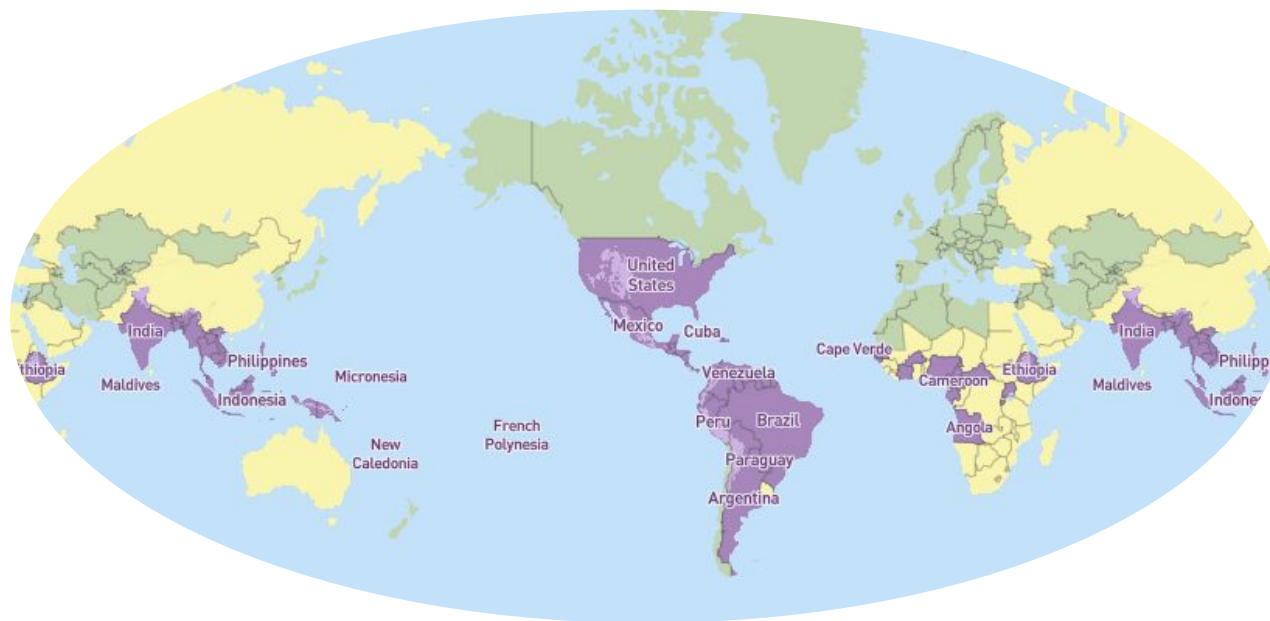 United
States
India
Mexico
Cuba
Cape Verde
India
Philippines
Philipp
thiopia
Micronesia
Venezuela
Ethiopia
Maldives
Cameroon
Maldives
Indonesia
Indone
French
Polynesia
Peru
Brazil
Angola
New
Caledonia
Paraguay
Argentina